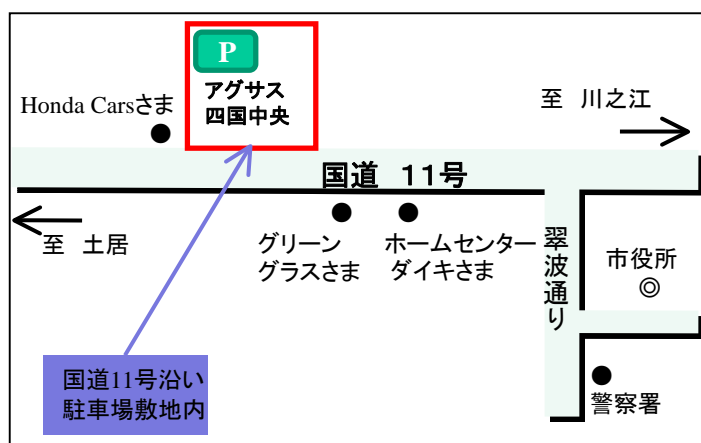 P
アグサス
四国中央
Honda Carsさま
至 川之江
国道 11号
至 土居
グリーン
グラスさま
ホームセンター
ダイキさま
翠波通り
市役所
国道11号沿い
駐車場敷地内
警察署